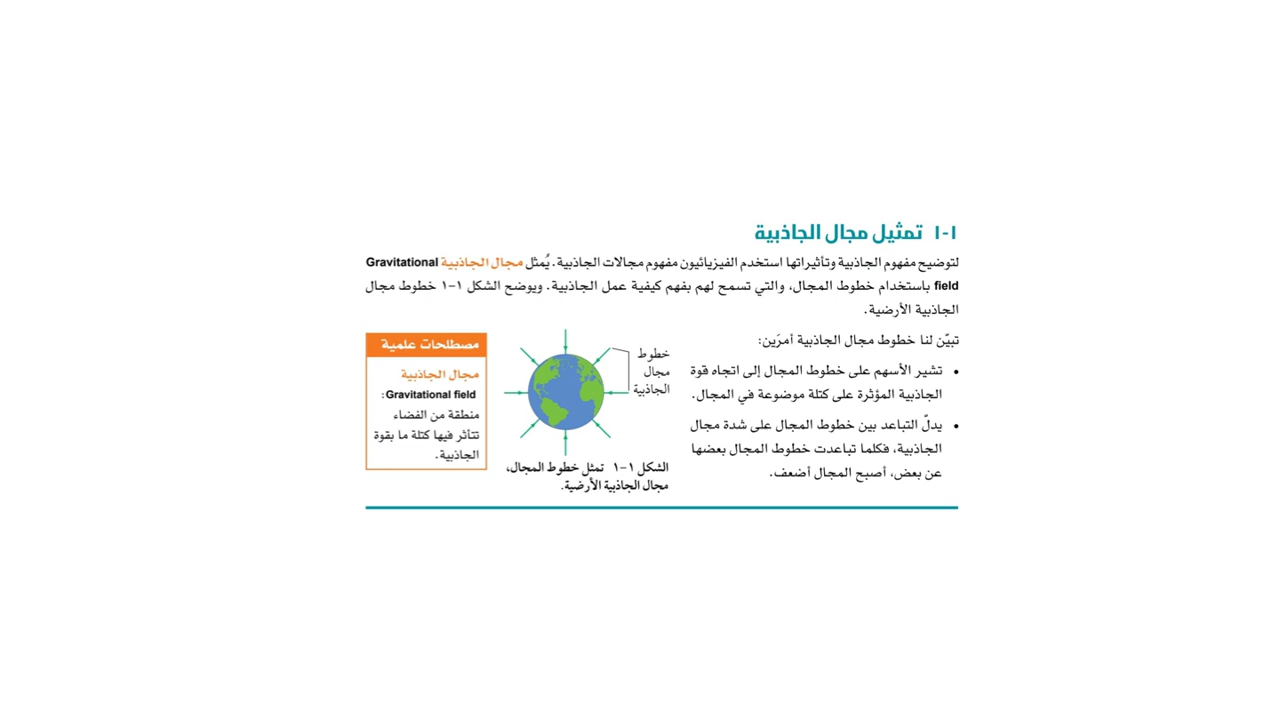 ١-١ تمثيل مجال الجاذبية
لتوضيح مفهوم الجاذبية وتأثيراتها استخدم الفيزيائيون مفهوم مجالات الجاذبية. يُمثل مجال الجاذبية Gravitational
field باستخدام خطوط المجال، والتي تسمح لهم بفهم كيفية عمل الجاذبية. ويوضح الشكل ١-١ خطوط مجال
الجاذبية الأرضية.
تبيّن لنا خطوط مجال الجاذبية أمرَين:
• تشير الأسهم على خطوط المجال إلى اتجاه قوة
الجاذبية المؤثرة على كتلة موضوعة في المجال.
• يدلّ التباعد بين خطوط المجال على شدة مجال
الجاذبية، فكلما تباعدت خطوط المجال بعضها
عن بعض، أصبح المجال أضعف.
خطوط
مجال
الجاذبية
الشكل ١-١ تمثل خطوط المجال،
مجال الجاذبية الأرضية.
مصطلحات علمية
مجال الجاذبية
Gravitational field:
منطقة من الفضاء
تتأثر فيها كتلة ما بقوة
الجاذبية.